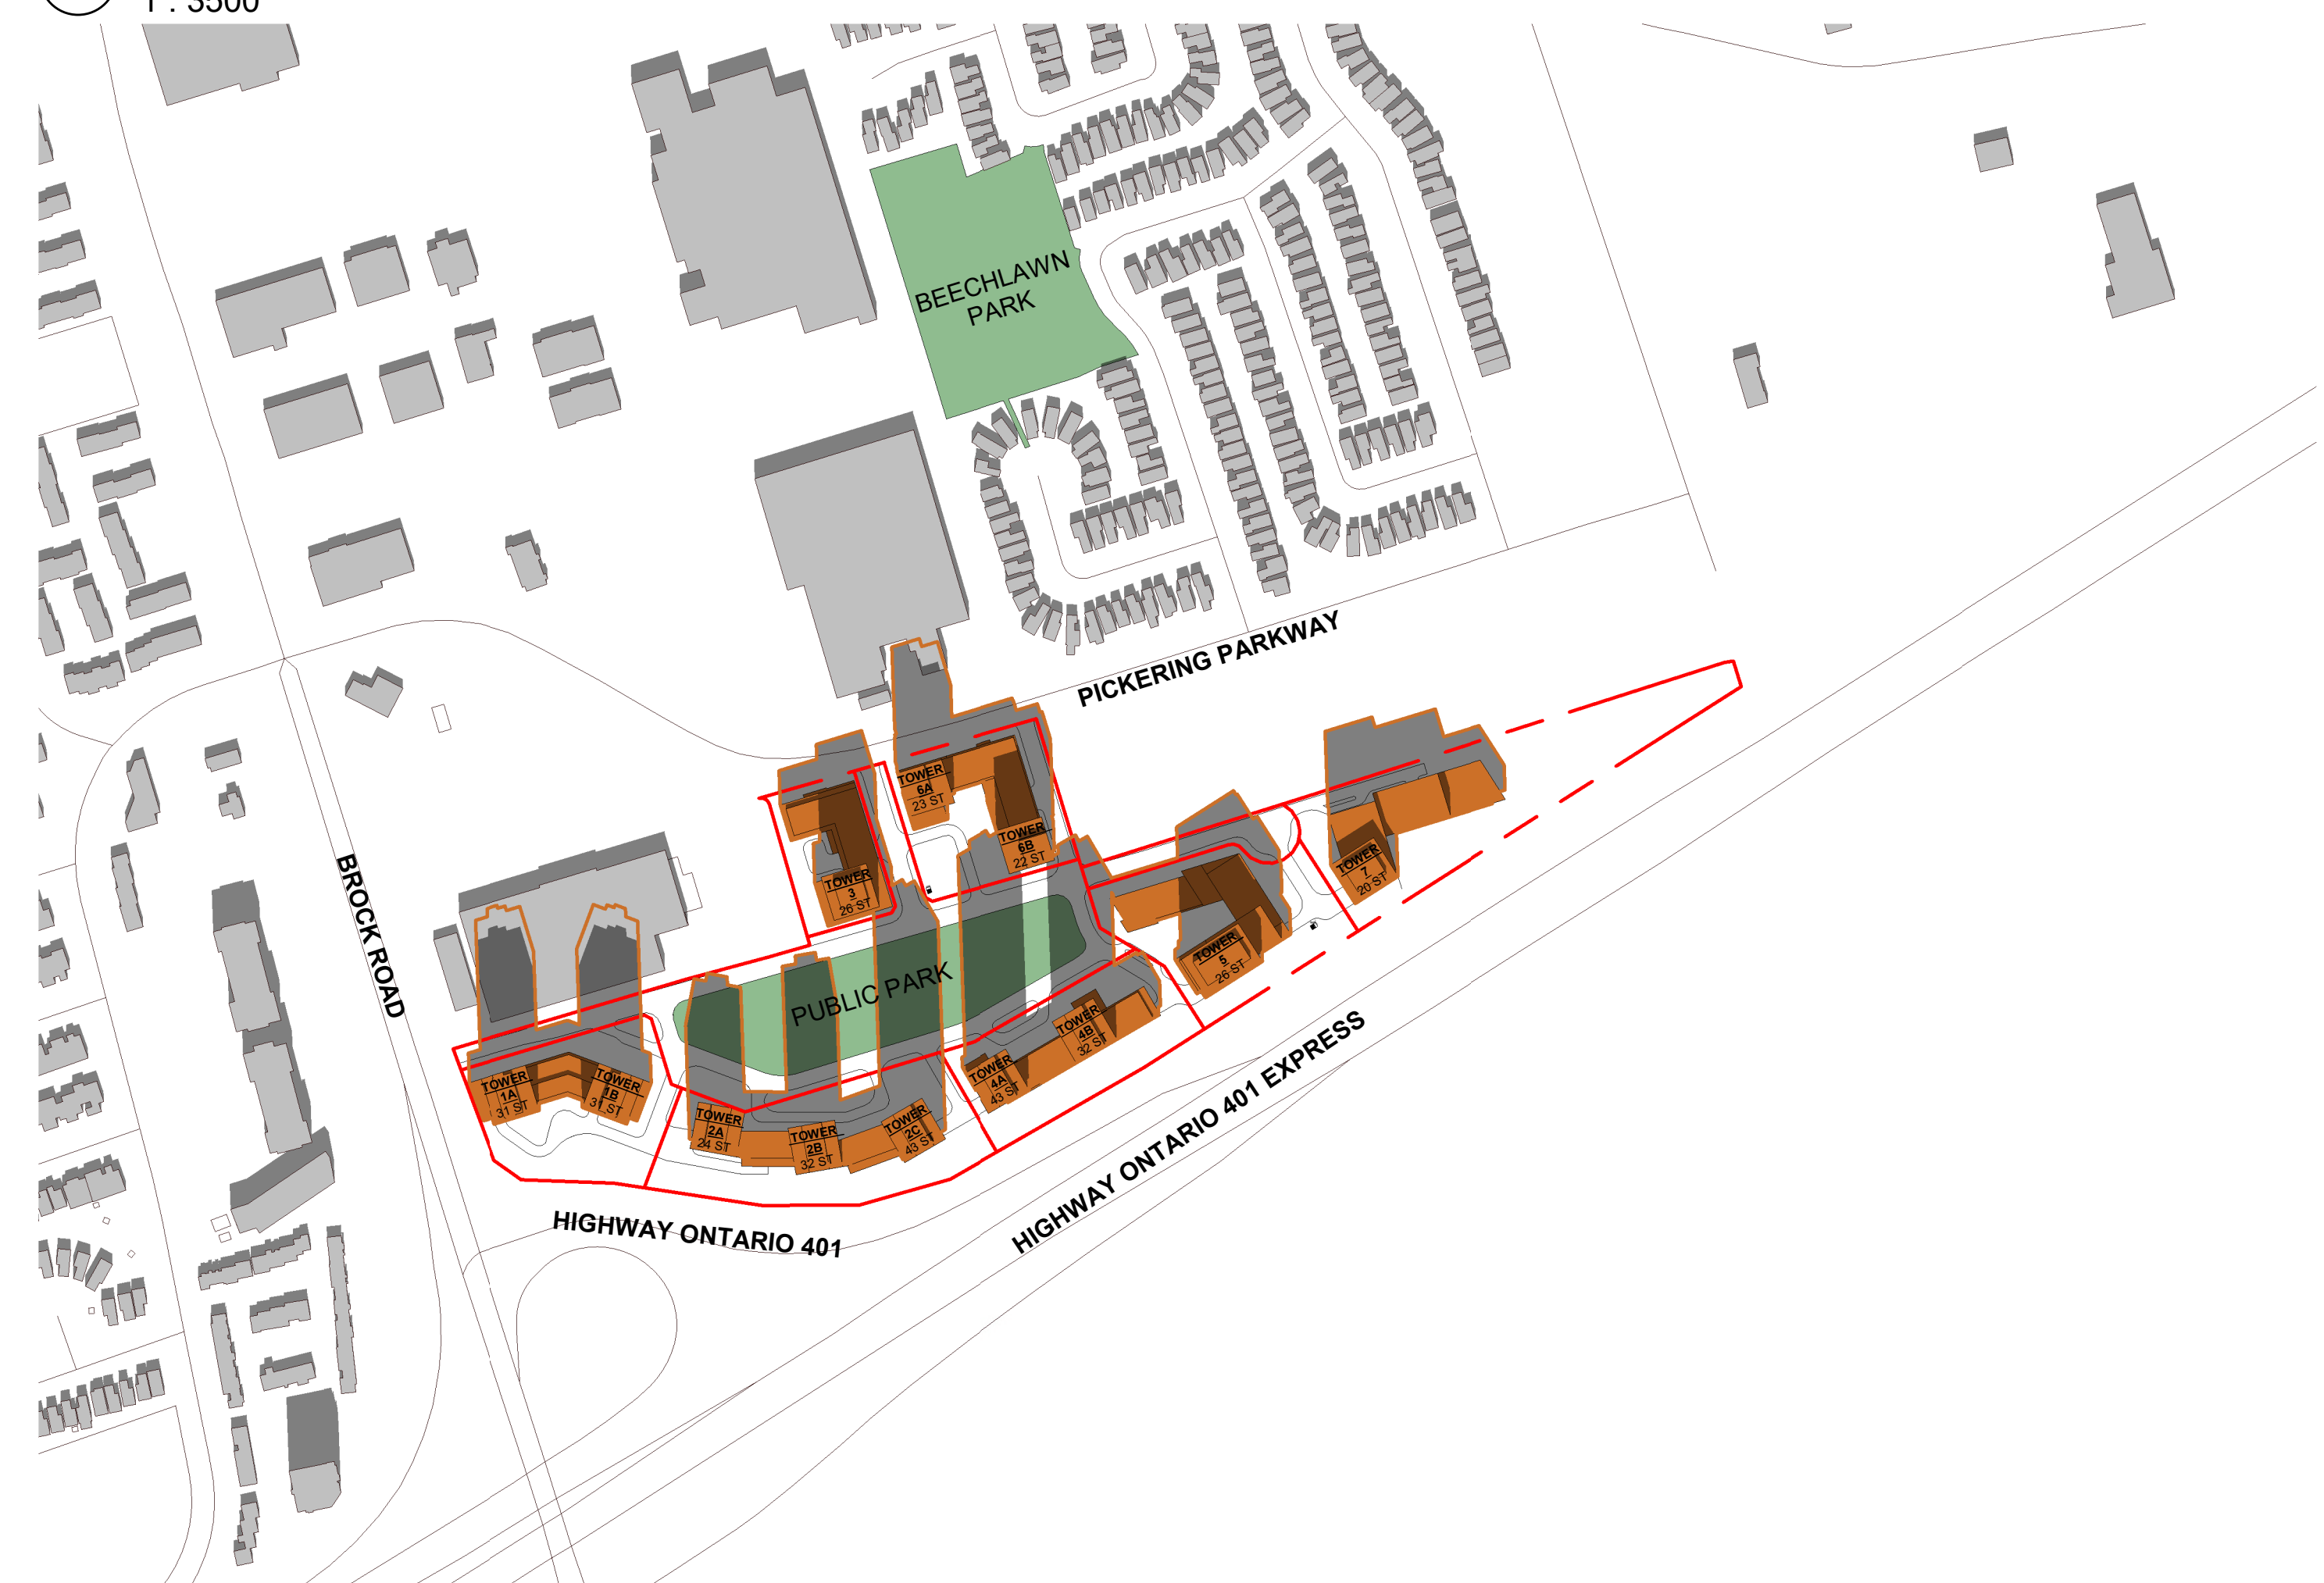 1 : 3500
BEECHLAWN
PARK
PICKERING PARKWAY
TOWER
6A
23 ST
TOWER
6B
22 ST
TOWER
3
26 ST
TOWER
7
20 ST
BROCK ROAD
TOWER
5
26 ST
PUBLIC PARK
TOWER
4B
32 ST
TOWER
4A
43 ST
TOWER
1A
31 ST
TOWER
1B
31 ST
TOWER
2A
24 ST
TOWER
2B
32 ST
TOWER
2C
43 ST
HIGHWAY ONTARIO 401 EXPRESS
HIGHWAY ONTARIO 401